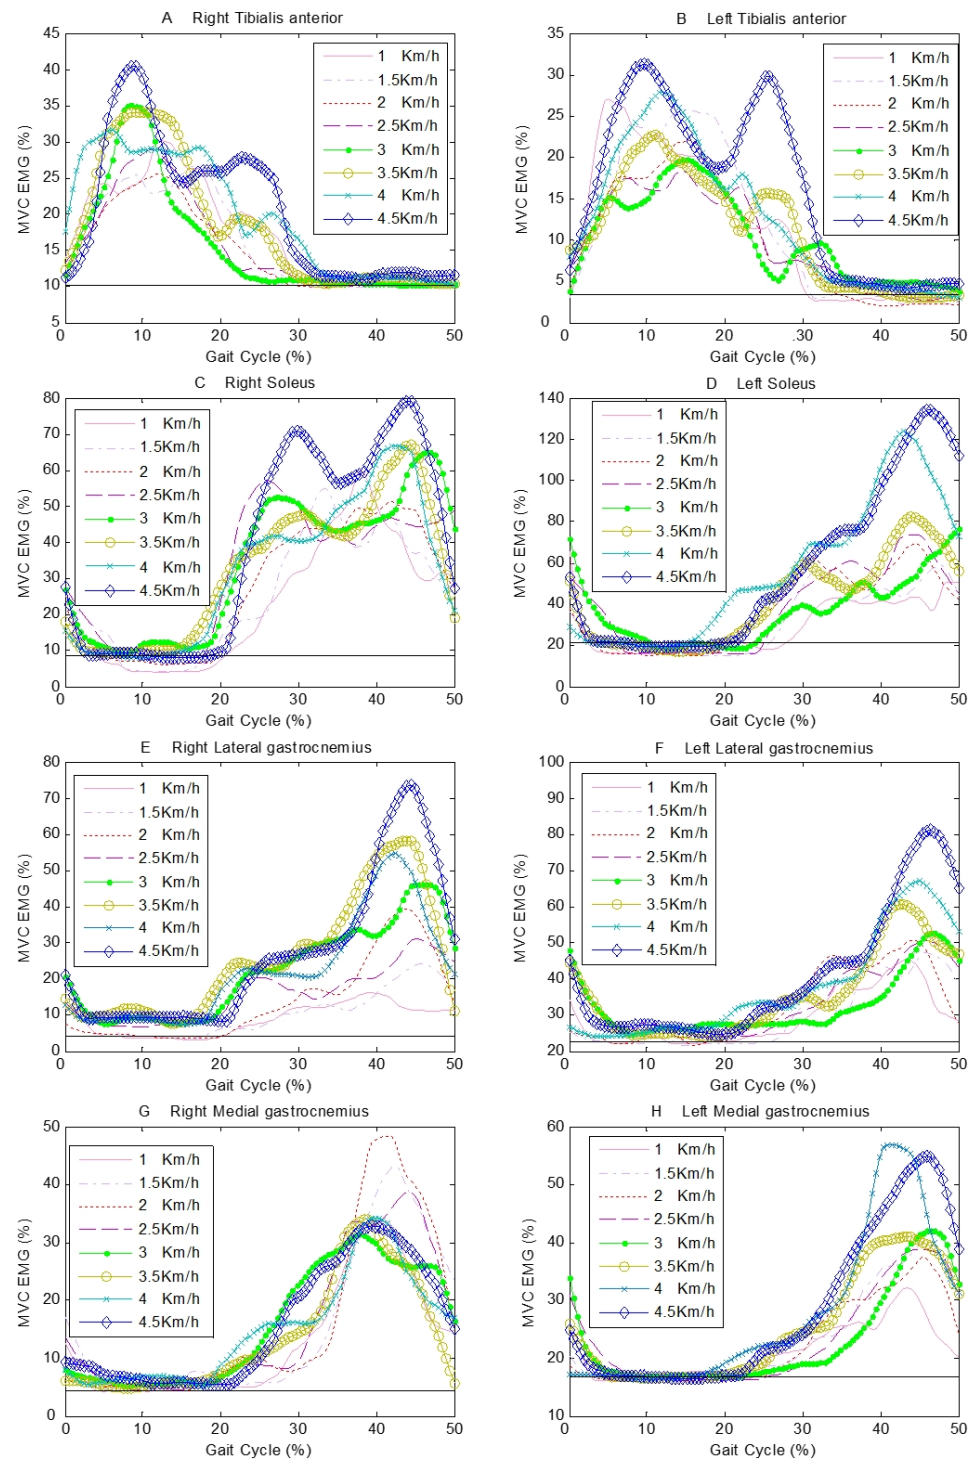 A Right Tibialis anterior
MVC EMG (%)
45
40
35
30
25
20
15
10
5
1 Km/h
1.5Km/h
2 Km/h
2.5Km/h
3 Km/h
3.5Km/h
4 Km/h
4.5Km/h
0 10 20 30 40 50
Gait Cycle (%)
B Left Tibialis anterior
MVC EMG (%)
35
30
25
20
15
10
5
0
1 Km/h
1.5Km/h
2 Km/h
2.5Km/h
3 Km/h
3.5Km/h
4 Km/h
4.5Km/h
0 10 20 .30 40 50
Gait Cycle (%)
C Right Soleus
MVC EMG (%)
80
70
60
50
40
30
20
10
0
1 Km/h
1.5Km/h
2 Km/h
2.5Km/h
3 Km/h
3.5Km/h
4 Km/h
4.5Km/h
0 10 20 30 40 50
Gait Cycle (%)
D Left Soleus
MVC EMG (%)
140
120
100
80
60
40
20
0
1 Km/h
1.5Km/h
2 Km/h
2.5Km/h
3 Km/h
3.5Km/h
4 Km/h
4.5Km/h
0 10 20 30 40 50
Gait Cycle (%)
E Right Lateral gastrocnemius
MVC EMG (%)
80
70
60
50
40
30
20
10
0
1 Km/h
1.5Km/h
2 Km/h
2.5Km/h
3 Km/h
3.5Km/h
4 Km/h
4.5Km/h
0 10 20 30 40 50
Gait Cycle (%)
F Left Lateral gastrocnemius
MVC EMG (%)
100
90
80
70
60
50
40
30
20
1 Km/h
1.5Km/h
2 Km/h
2.5Km/h
3 Km/h
3.5Km/h
4 Km/h
4.5Km/h
0 10 20 30 40 50
Gait Cycle (%)
G Right Medial gastrocnemius
MVC EMG (%)
50
40
30
20
10
0
1 Km/h
1.5Km/h
2 Km/h
2.5Km/h
3 Km/h
3.5Km/h
4 Km/h
4.5Km/h
0 10 20 30 40 50
Gait Cycle (%)
H Left Medial gastrocnemius
MVC EMG (%)
60
50
40
30
20
10
1 Km/h
1.5Km/h
2 Km/h
2.5Km/h
3 Km/h
3.5Km/h
4 Km/h
4.5Km/h
0 10 20 30 40 50
Gait Cycle (%)